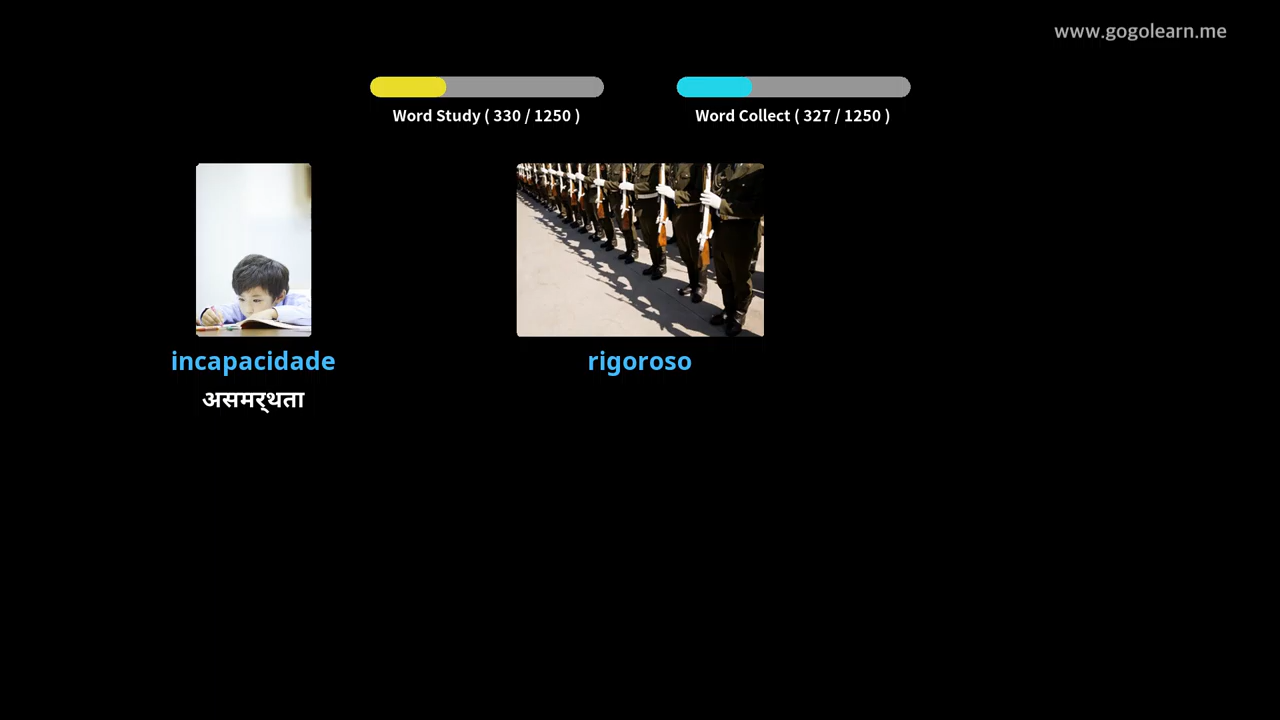 www.gogolearn.me
Word Study ( 330 / 1250 )
Word Collect ( 327 / 1250 )
incapacidade
rigoroso
असमर्थता